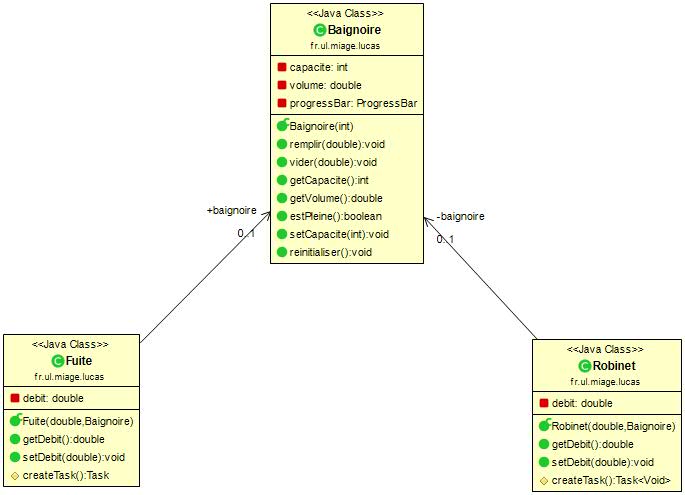 <<Java Class>>
Baignoire
fr.ul.miage.lucas
capacite: int
volume: double
progressBar: ProgressBar
Baignoire(int)
remplir(double):void
vider(double):void
getCapacite():int
getVolume():double
estPleine():boolean
setCapacite(int):void
reinitialiser():void
+baignoire
0..1
-baignoire
0..1
<<Java Class>>
Fuite
fr.ul.miage.lucas
debit: double
Fuite(double,Baignoire)
getDebit():double
setDebit(double):void
createTask():Task
<<Java Class>>
Robinet
fr.ul.miage.lucas
debit: double
Robinet(double,Baignoire)
getDebit():double
setDebit(double):void
createTask():Task<Void>